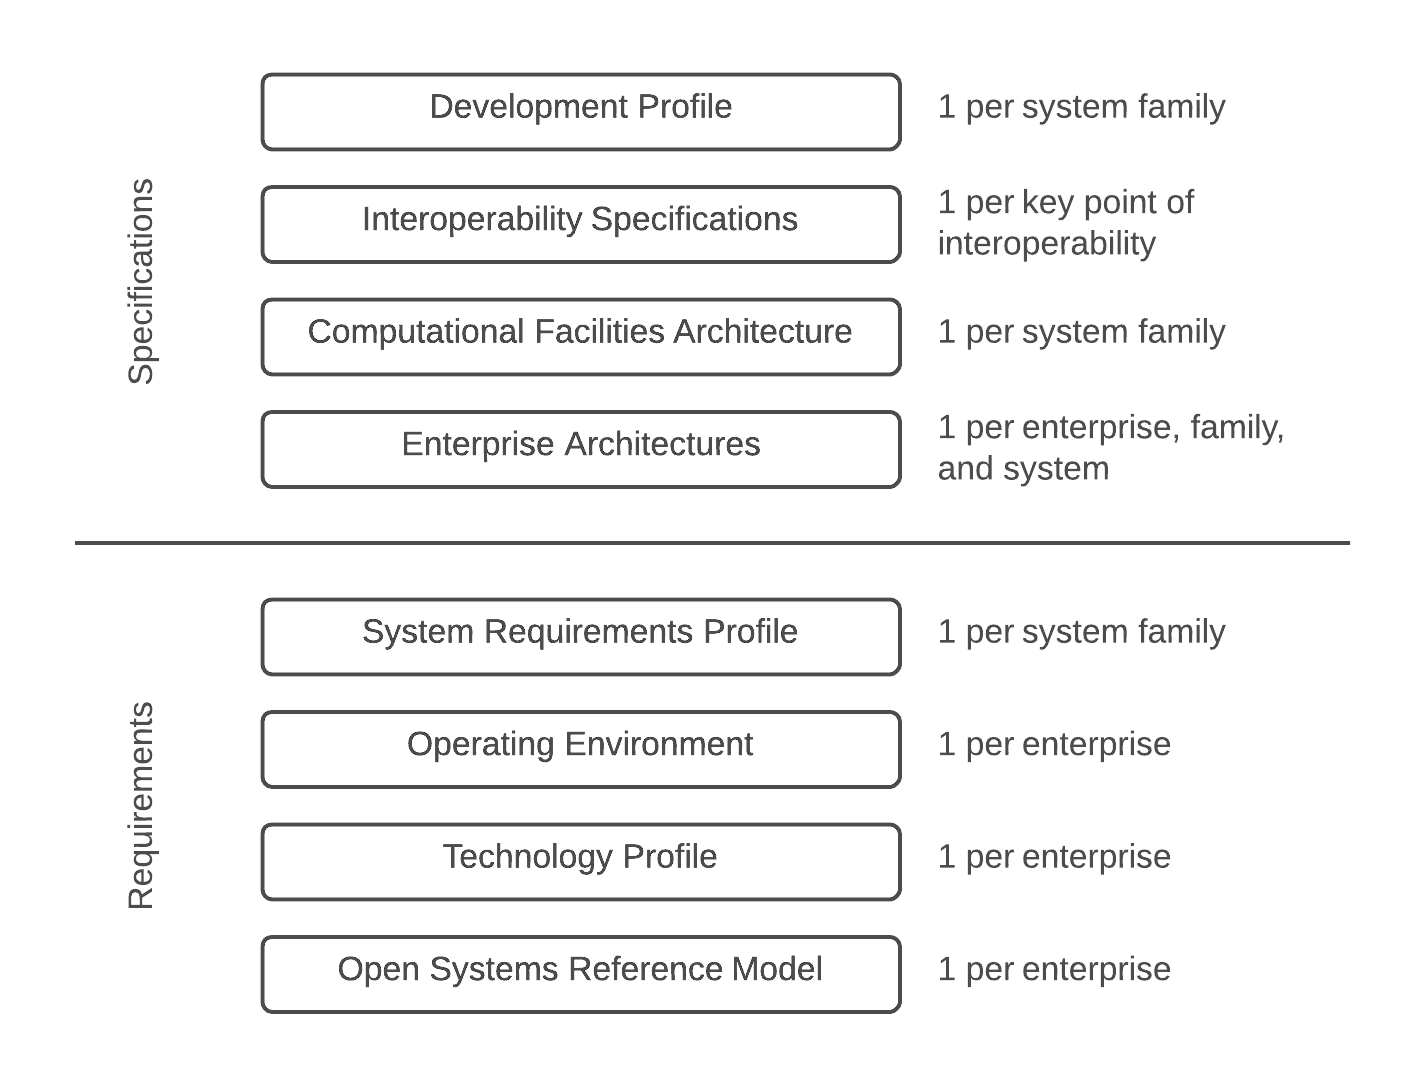 Specifications
Development Profile
1 per system family
Interoperability Specifications
1 per key point of
interoperability
Computational Facilities Architecture
1 per system family
Enterprise Architectures
1 per enterprise, family,
and system
Requirements
System Requirements Profile
1 per system family
Operating Environment
1 per enterprise
Technology Profile
1 per enterprise
Open Systems Reference Model
1 per enterprise